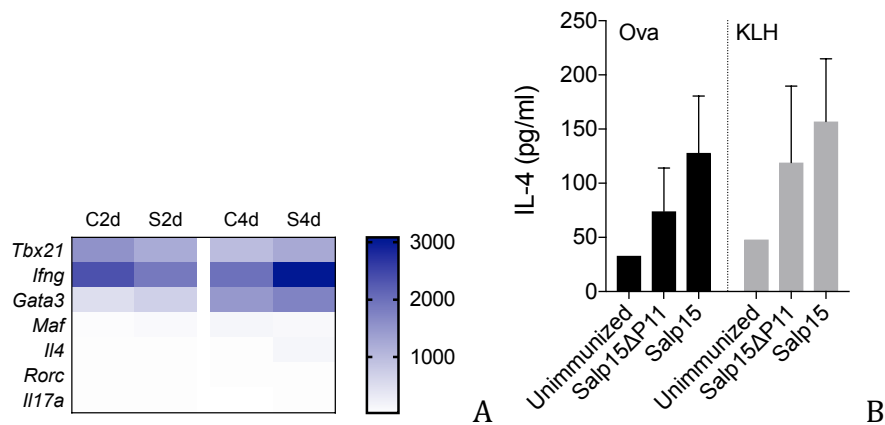 C2d S2d C4d S4d
Tbx21
Ifng
Gata3
Maf
Il4
Rorc
Il17a
3000
2000
1000
A
Ova KLH
IL-4 (pg/ml)
250
200
150
100
50
0
Unimmunized
Salp15ΔP11
Salp15
Unimmunized
Salp15ΔP11
Salp15
B